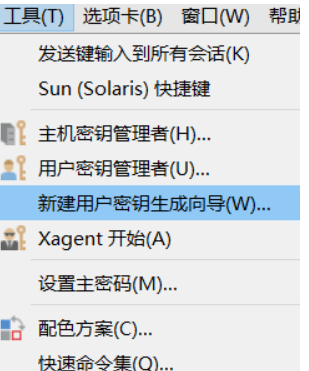 工具(T) 选项卡(B) 窗口(W) 帮助
发送键输入到所有会话(K)
Sun (Solaris) 快捷键
主机密钥管理者(H)...
用户密钥管理者(U)...
新建用户密钥生成向导(W)...
Xagent 开始(A)
设置主密码(M)...
配色方案(C)...
快速命令集(Q)...